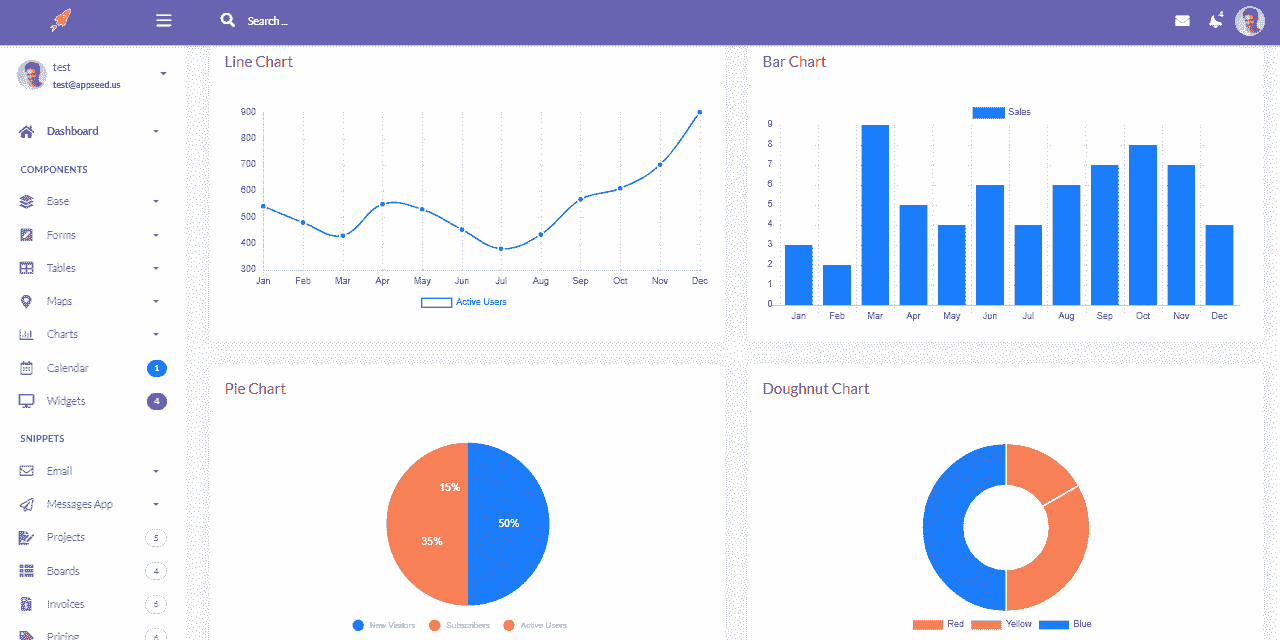 Search ...
4
test
test@appseed.us
Dashboard
COMPONENTS
Base
Forms
Tables
Maps
Charts
Calendar 1
Widgets 4
SNIPPETS
Email
Messages App
Projects 5
Boards 4
Invoices 6
Pricing 6
Line Chart
900
800
700
600
500
400
300
Jan Feb Mar Apr May Jun Jul Aug Sep Oct Nov Dec
Active Users
Bar Chart
Sales
9
8
7
6
5
4
3
2
1
0
Jan Feb Mar Apr May Jun Jul Aug Sep Oct Nov Dec
Pie Chart
15%
50%
35%
New Visitors Subscribers Active Users
Doughnut Chart
Red Yellow Blue